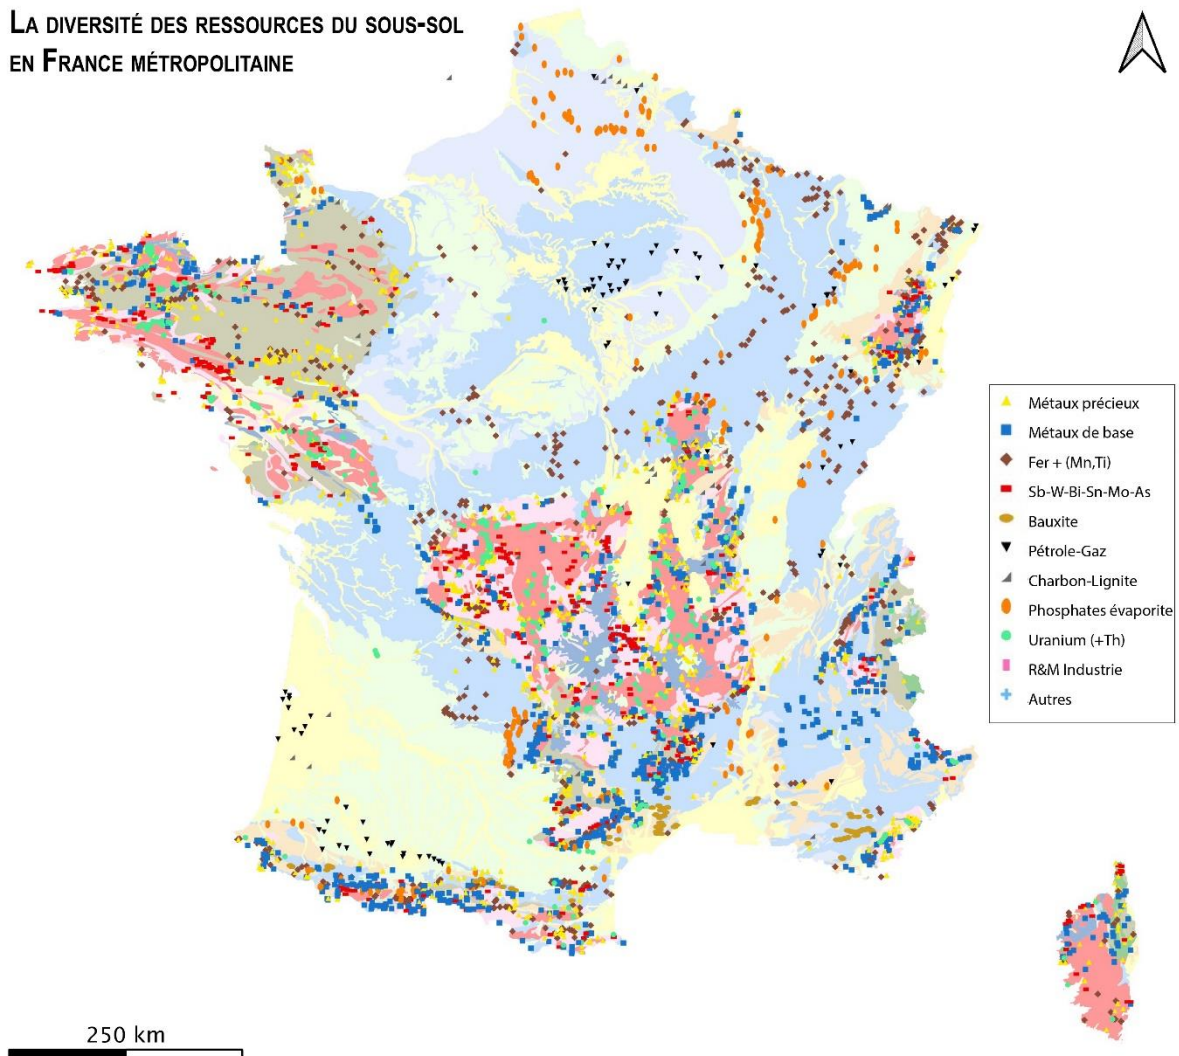 La diversité des ressources du sous-sol
en France métropolitaine
Métaux précieux
Métaux de base
Fer + (Mn,Ti)
Sb-W-Bi-Sn-Mo-As
Bauxite
Pétrole-Gaz
Charbon-Lignite
Phosphates évaporite
Uranium (+Th)
R&M Industrie
Autres
250 km